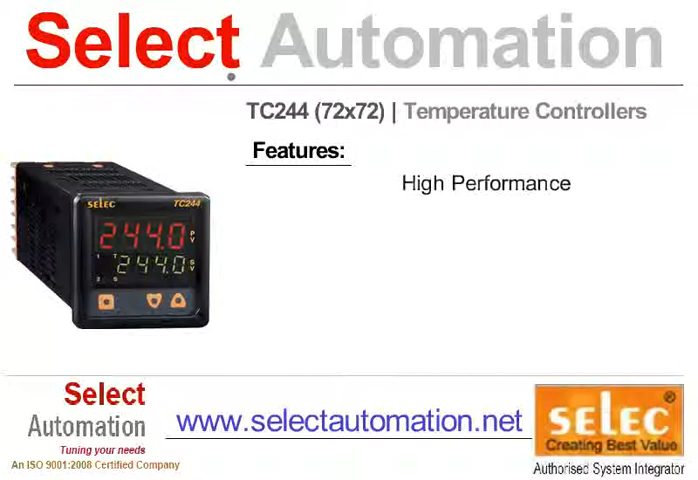 Select Automation
TC244 (72x72) | Temperature Controllers
Features:
High Performance
selec TC244
244.0 PV
1 T 244.0 SV
2 S
Select
Automation
Tuning your needs
An ISO 9001:2008 Certified Company
www.selectautomation.net
selec®
Creating Best Value
Authorised System Integrator